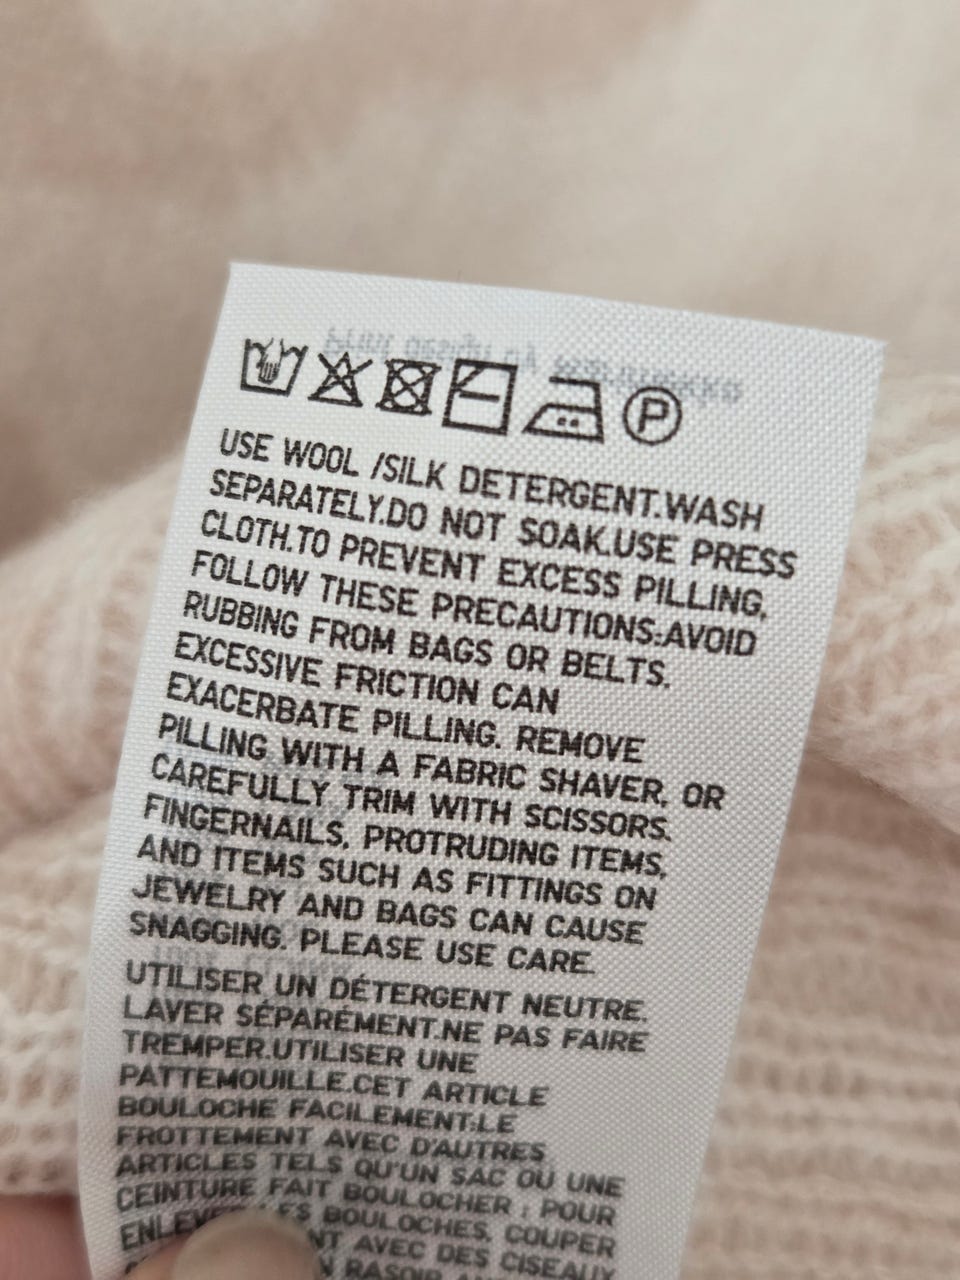 P
USE WOOL /SILK DETERGENT.WASH
SEPARATELY.DO NOT SOAK.USE PRESS
CLOTH.TO PREVENT EXCESS PILLING,
FOLLOW THESE PRECAUTIONS:AVOID
RUBBING FROM BAGS OR BELTS.
EXCESSIVE FRICTION CAN
EXACERBATE PILLING. REMOVE
PILLING WITH A FABRIC SHAVER, OR
CAREFULLY TRIM WITH SCISSORS.
FINGERNAILS, PROTRUDING ITEMS,
AND ITEMS SUCH AS FITTINGS ON
JEWELRY AND BAGS CAN CAUSE
SNAGGING. PLEASE USE CARE.
UTILISER UN DÉTERGENT NEUTRE.
LAVER SÉPARÉMENT.NE PAS FAIRE
TREMPER.UTILISER UNE
PATTEMOUILLE.CET ARTICLE
BOULOCHE FACILEMENT:LE
FROTTEMENT AVEC D'AUTRES
ARTICLES TELS QU'UN SAC OU UNE
CEINTURE FAIT BOULOCHER ; POUR
BOULOCHES, COUPER
AVEC DES CISEAUX
RASOIR